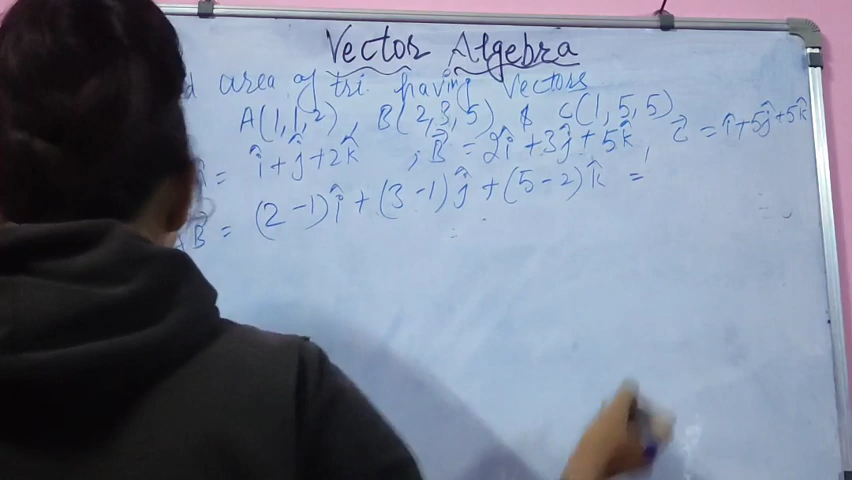 Vector Algebra
area of tri. having Vectors
A(1,1,2), B(2,3,5) & C(1,5,5)
= î+ĵ+2k̂ ; B⃗ = 2î+3ĵ+5k̂, C⃗ = î+5ĵ+5k̂
B⃗ = (2-1)î+(3-1)ĵ+(5-2)k̂ =